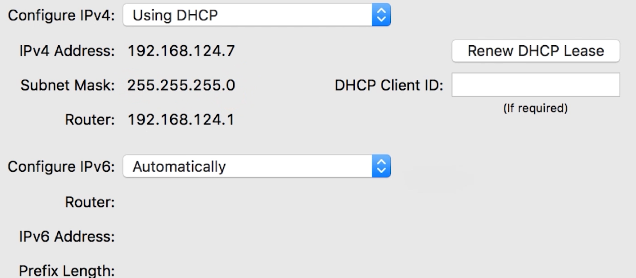 Configure IPv4: Using DHCP
IPv4 Address: 192.168.124.7 Renew DHCP Lease
Subnet Mask: 255.255.255.0 DHCP Client ID:
(If required)
Router: 192.168.124.1
Configure IPv6: Automatically
Router:
IPv6 Address:
Prefix Length: